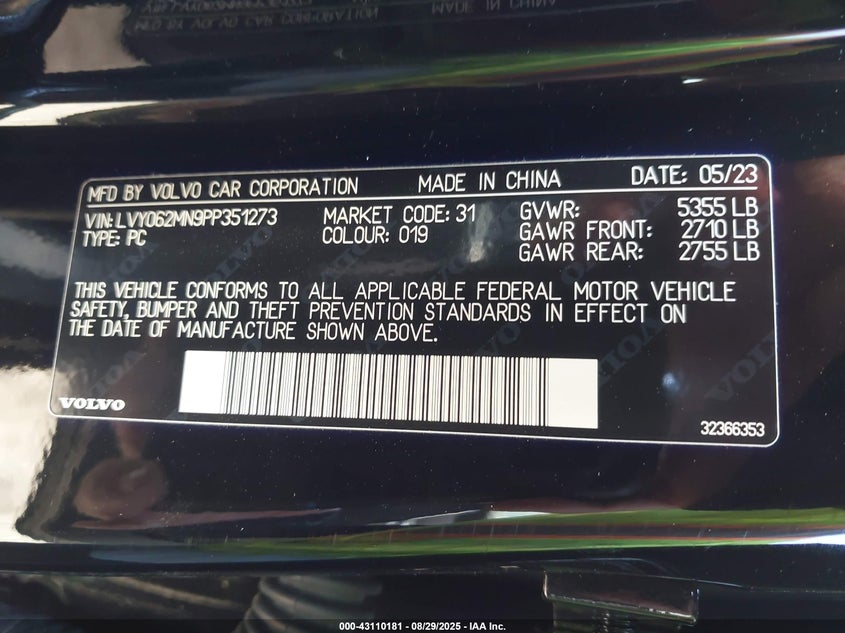 MFD BY VOLVO CAR CORPORATION MADE IN CHINA DATE: 05/23
VIN: LVY062MN9PP351273 MARKET CODE: 31 GVWR: 5355 LB
TYPE: PC COLOUR: 019 GAWR FRONT: 2710 LB
GAWR REAR: 2755 LB
THIS VEHICLE CONFORMS TO ALL APPLICABLE FEDERAL MOTOR VEHICLE
SAFETY, BUMPER AND THEFT PREVENTION STANDARDS IN EFFECT ON
THE DATE OF MANUFACTURE SHOWN ABOVE.
VOLVO
32366353
000-43110181 - 08/29/2025 - IAA Inc.